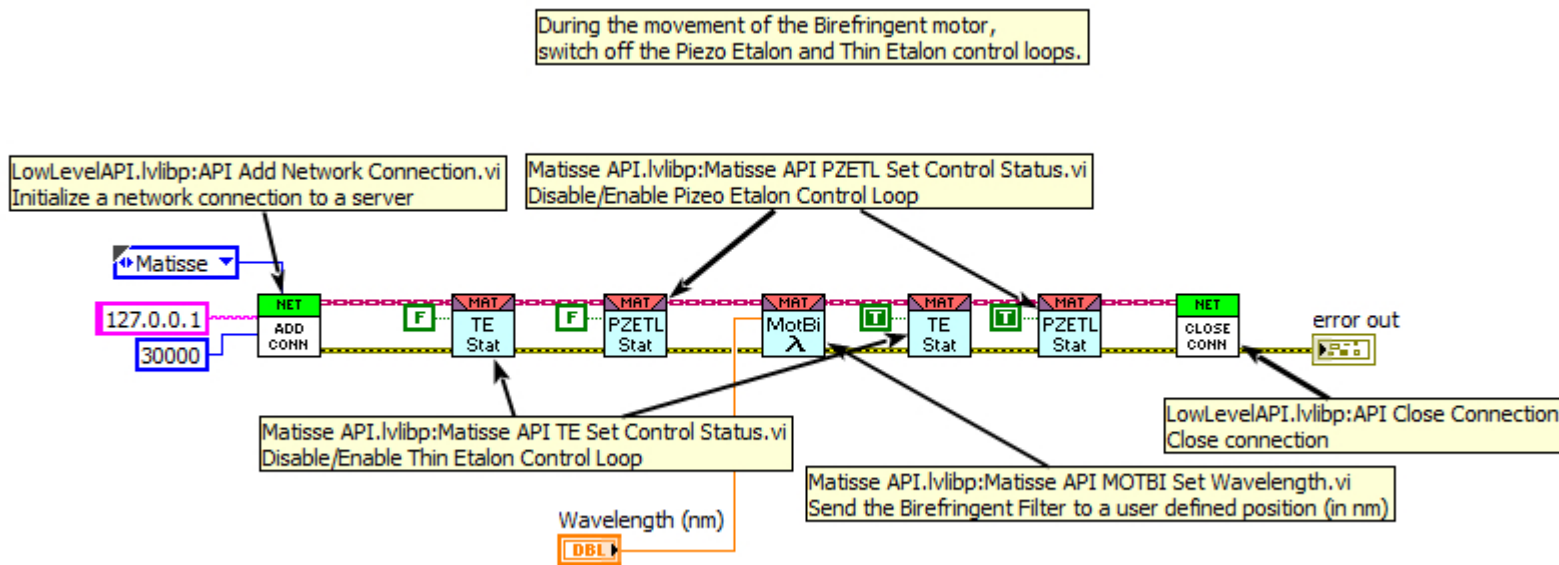 During the movement of the Birefringent motor,
switch off the Piezo Etalon and Thin Etalon control loops.
LowLevelAPI.lvlibp:API Add Network Connection.vi
Initialize a network connection to a server
Matisse API.lvlibp:Matisse API PZETL Set Control Status.vi
Disable/Enable Pizeo Etalon Control Loop
Matisse
127.0.0.1
30000
NET
ADD
CONN
F
MAT
TE
Stat
F
MAT
PZETL
Stat
MAT
MotBi
λ
T
MAT
TE
Stat
T
MAT
PZETL
Stat
NET
CLOSE
CONN
error out
Matisse API.lvlibp:Matisse API TE Set Control Status.vi
Disable/Enable Thin Etalon Control Loop
LowLevelAPI.lvlibp:API Close Connection
Close connection
Matisse API.lvlibp:Matisse API MOTBI Set Wavelength.vi
Send the Birefringent Filter to a user defined position (in nm)
Wavelength (nm)
DBL